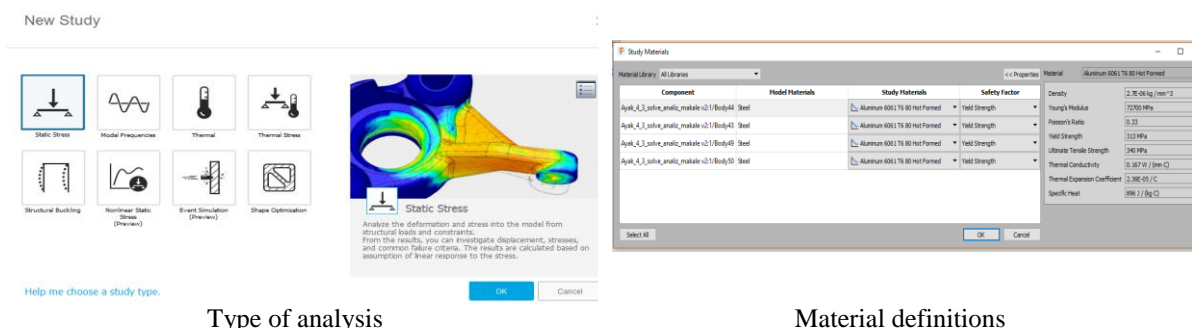 New Study
Static Stress
Modal Frequencies
Thermal
Thermal Stress
Structural Buckling
Nonlinear Static
Stress
(Preview)
Event Simulation
(Preview)
Shape Optimization
Static Stress
Analyze the deformation and stress into the model from
structural loads and constraints.
From the results, you can investigate displacement, stresses,
and common failure criteria. The results are calculated based on
assumption of linear response to the stress.
Help me choose a study type.
OK
Cancel
Type of analysis
Study Materials
Material Library All Libraries
<< Properties
Component Model Materials Study Materials Safety Factor
Ayak_4_3_solve_analiz_makale v2:1/Body44 Steel Aluminum 6061 T6 80 Hot Formed Yield Strength
Ayak_4_3_solve_analiz_makale v2:1/Body43 Steel Aluminum 6061 T6 80 Hot Formed Yield Strength
Ayak_4_3_solve_analiz_makale v2:1/Body49 Steel Aluminum 6061 T6 80 Hot Formed Yield Strength
Ayak_4_3_solve_analiz_makale v2:1/Body50 Steel Aluminum 6061 T6 80 Hot Formed Yield Strength
Select All
OK
Cancel
Material Aluminum 6061 T6 80 Hot Formed
Density 2.7E-06 kg / mm^3
Young's Modulus 72700 MPa
Poisson's Ratio 0.33
Yield Strength 313 MPa
Ultimate Tensile Strength 340 MPa
Thermal Conductivity 0.167 W / (mm C)
Thermal Expansion Coefficient 2.36E-05 / C
Specific Heat 896 J / (kg C)
Material definitions